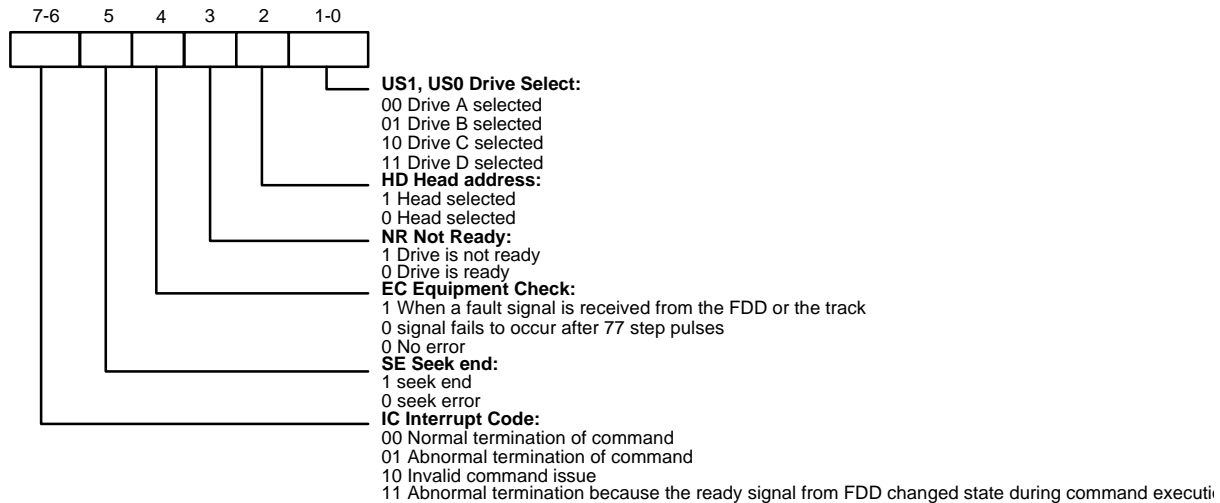 7-6 5 4 3 2 1-0
US1, US0 Drive Select:
00 Drive A selected
01 Drive B selected
10 Drive C selected
11 Drive D selected
HD Head address:
1 Head selected
0 Head selected
NR Not Ready:
1 Drive is not ready
0 Drive is ready
EC Equipment Check:
1 When a fault signal is received from the FDD or the track
0 signal fails to occur after 77 step pulses
0 No error
SE Seek end:
1 seek end
0 seek error
IC Interrupt Code:
00 Normal termination of command
01 Abnormal termination of command
10 Invalid command issue
11 Abnormal termination because the ready signal from FDD changed state during command